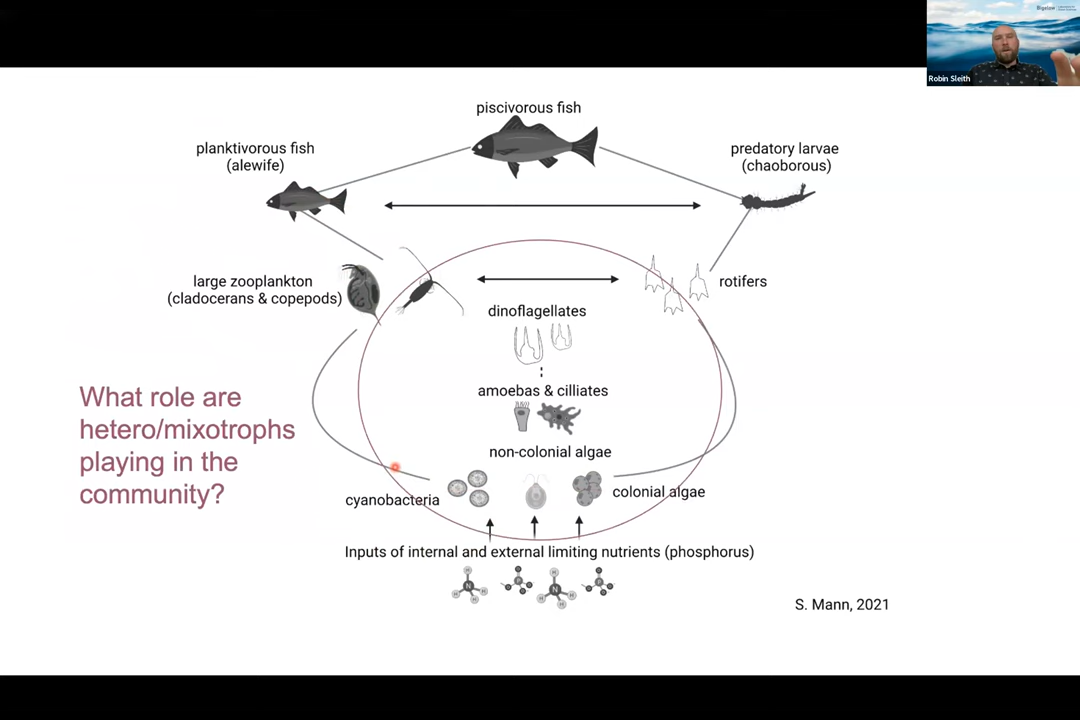 Bigelow
Robin Sleith
piscivorous fish
planktivorous fish
(alewife)
predatory larvae
(chaoborous)
large zooplankton
(cladocerans & copepods)
rotifers
dinoflagellates
amoebas & cilliates
What role are
hetero/mixotrophs
playing in the
community?
non-colonial algae
cyanobacteria
colonial algae
Inputs of internal and external limiting nutrients (phosphorus)
H
N
H
H
H
P
H
N
H
H
H
P
S. Mann, 2021